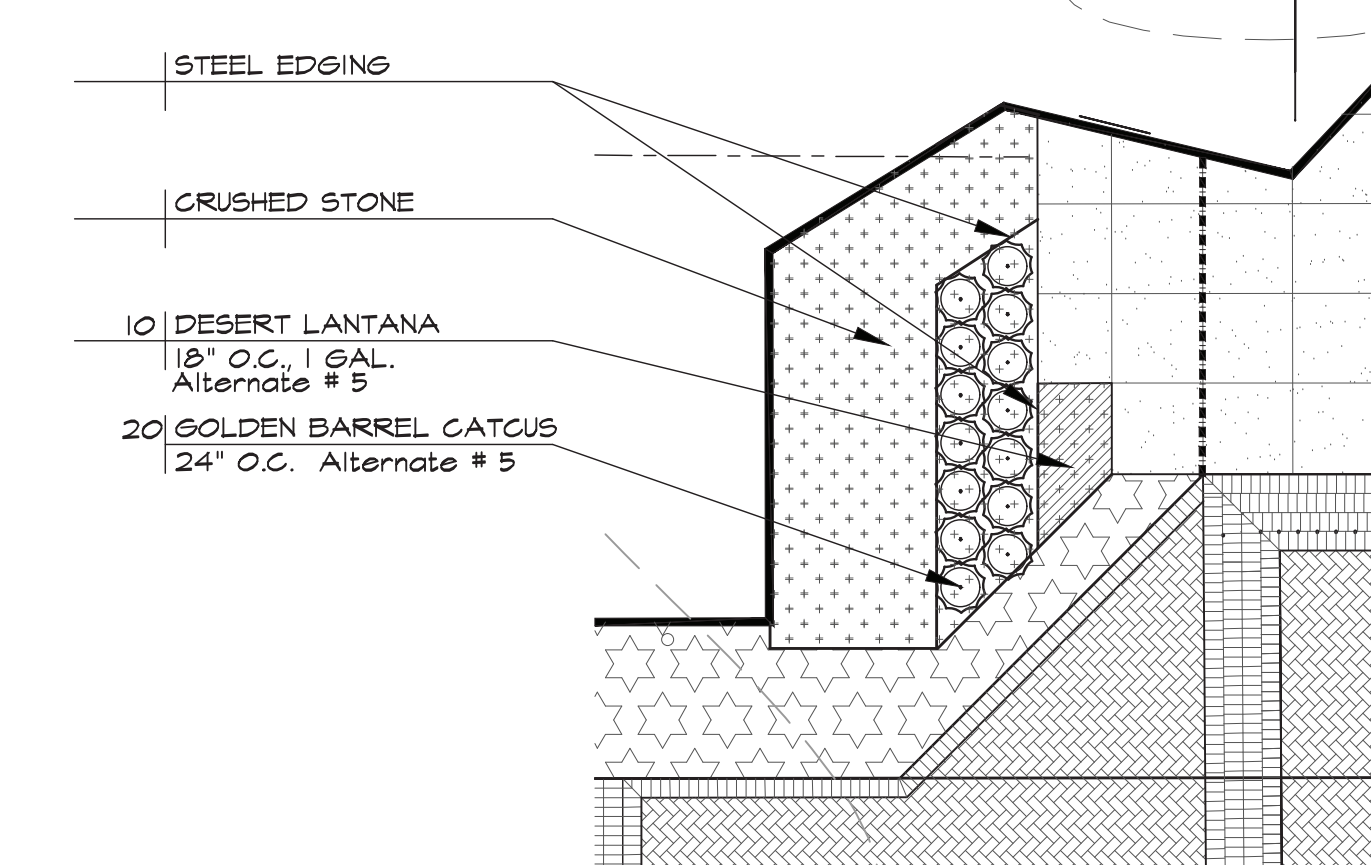 STEEL EDGING
CRUSHED STONE
10 DESERT LANTANA
18" O.C., 1 GAL.
Alternate # 5
20 GOLDEN BARREL CATCUS
24" O.C. Alternate # 5